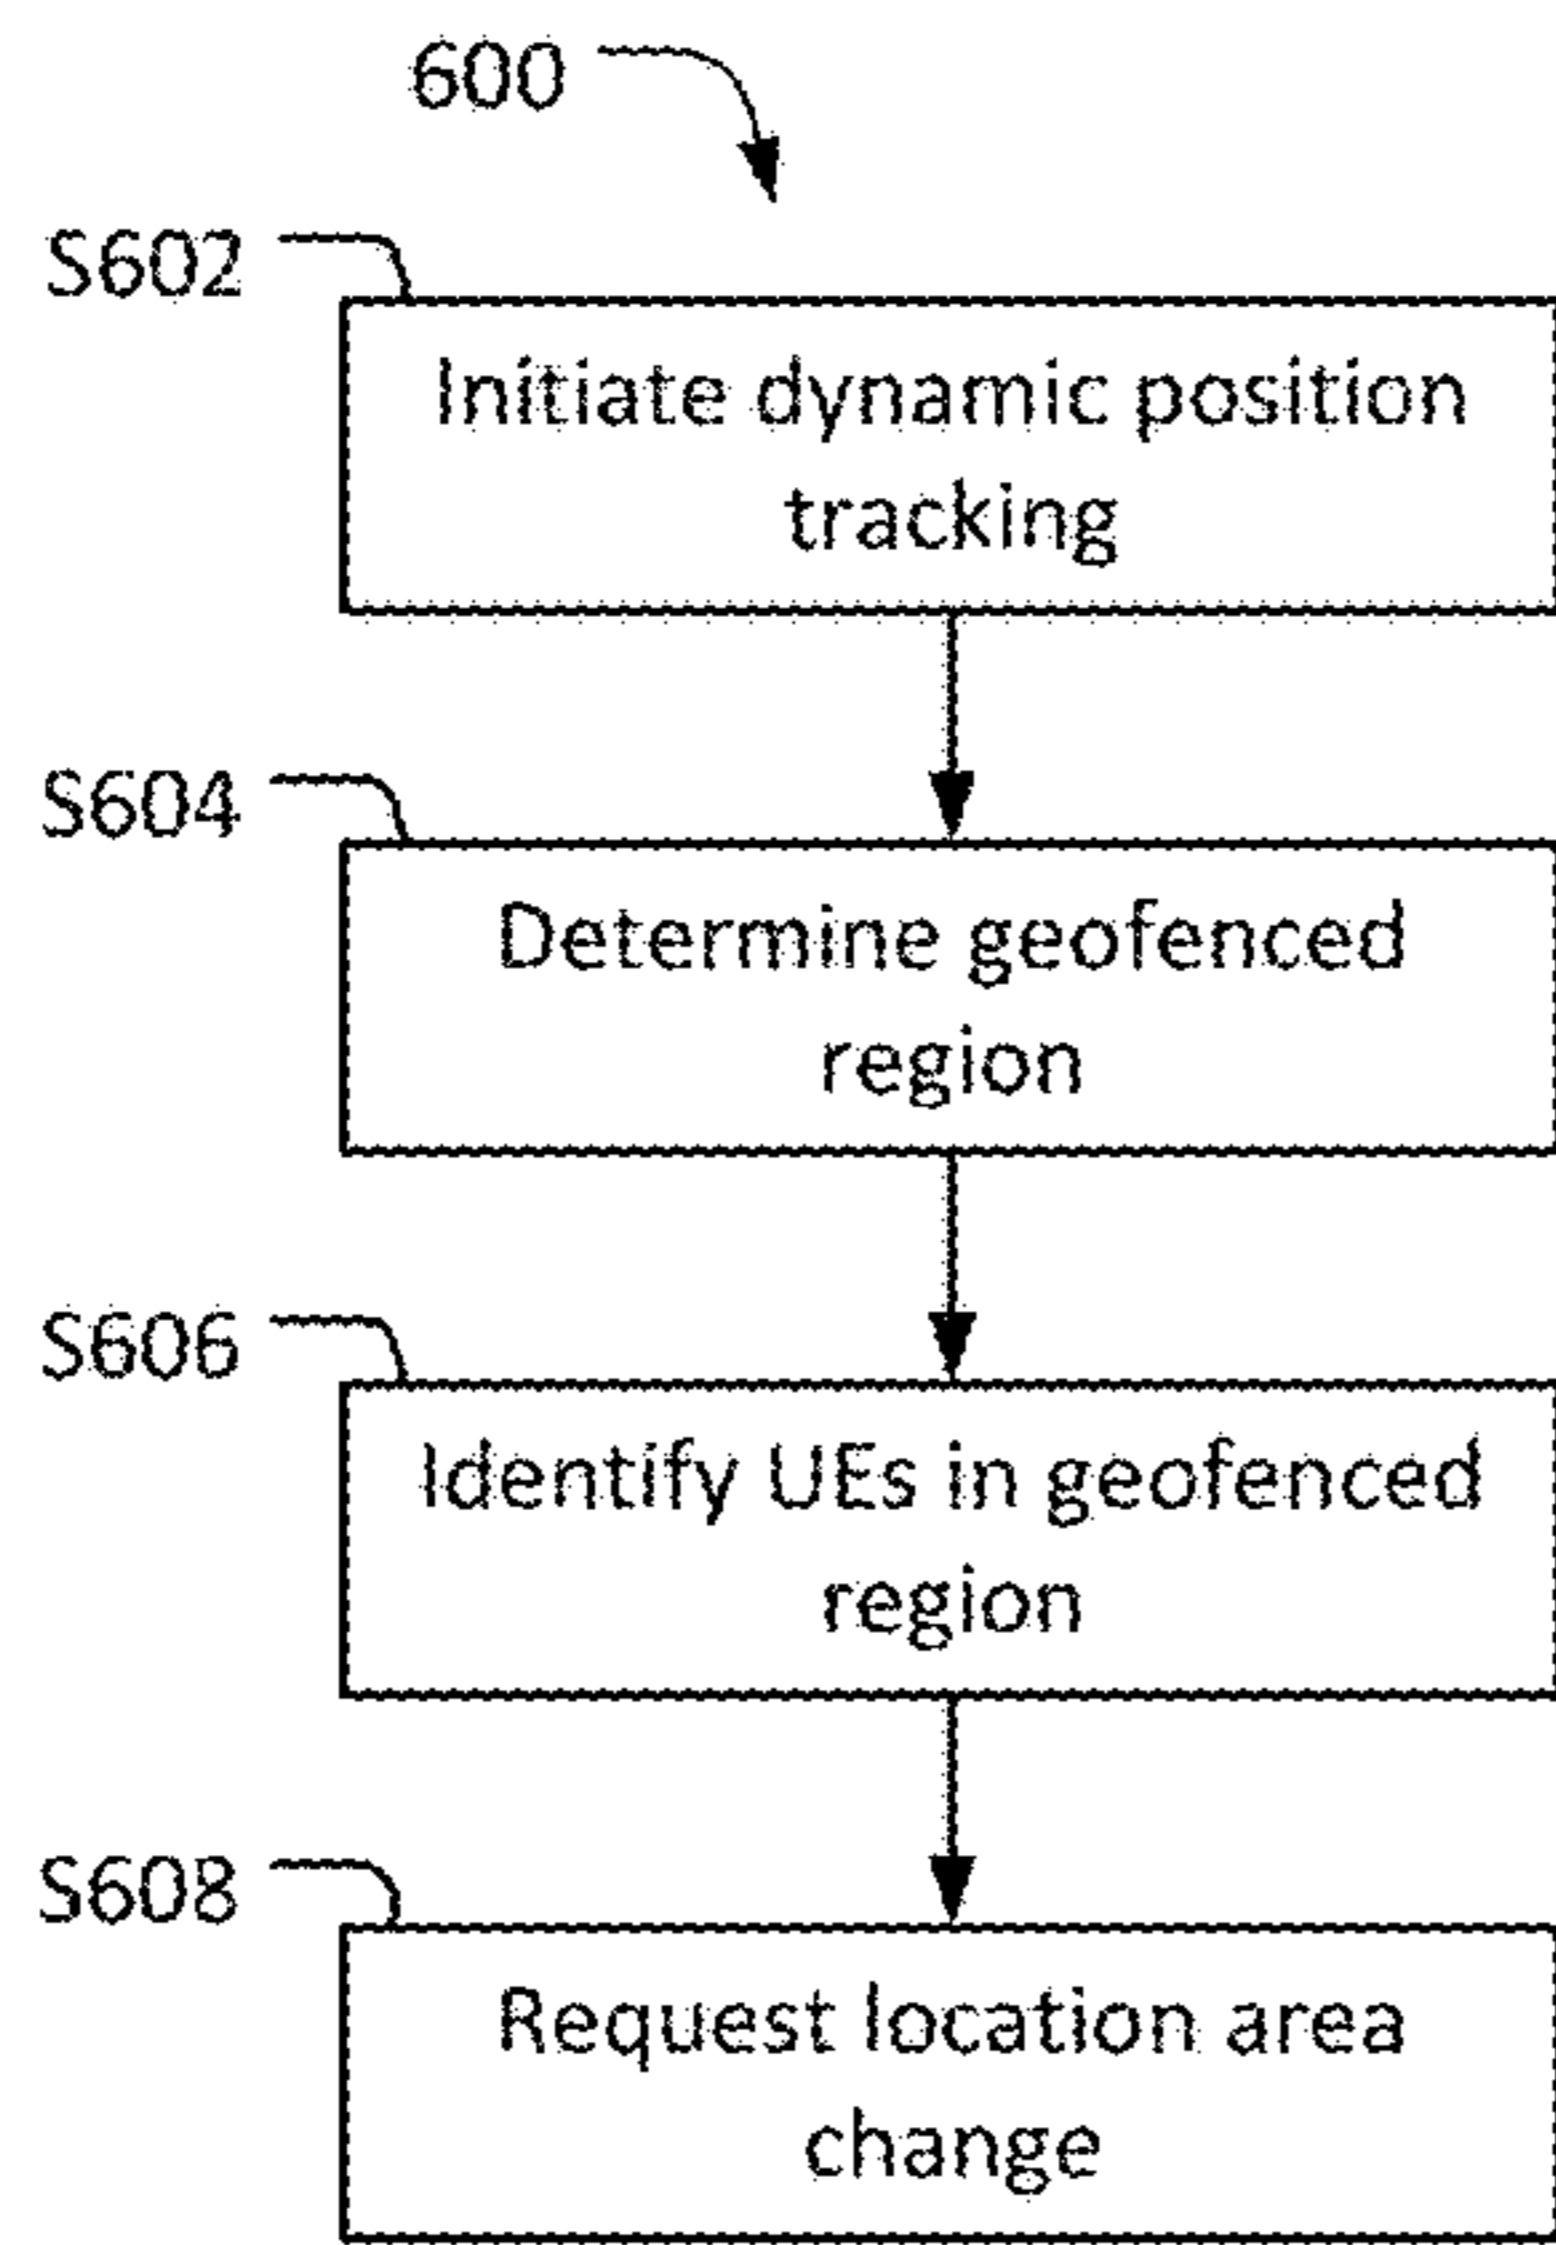 600
S602
Initiate dynamic position
tracking
S604
Determine geofenced
region
S606
Identify UEs in geofenced
region
S608
Request location area
change